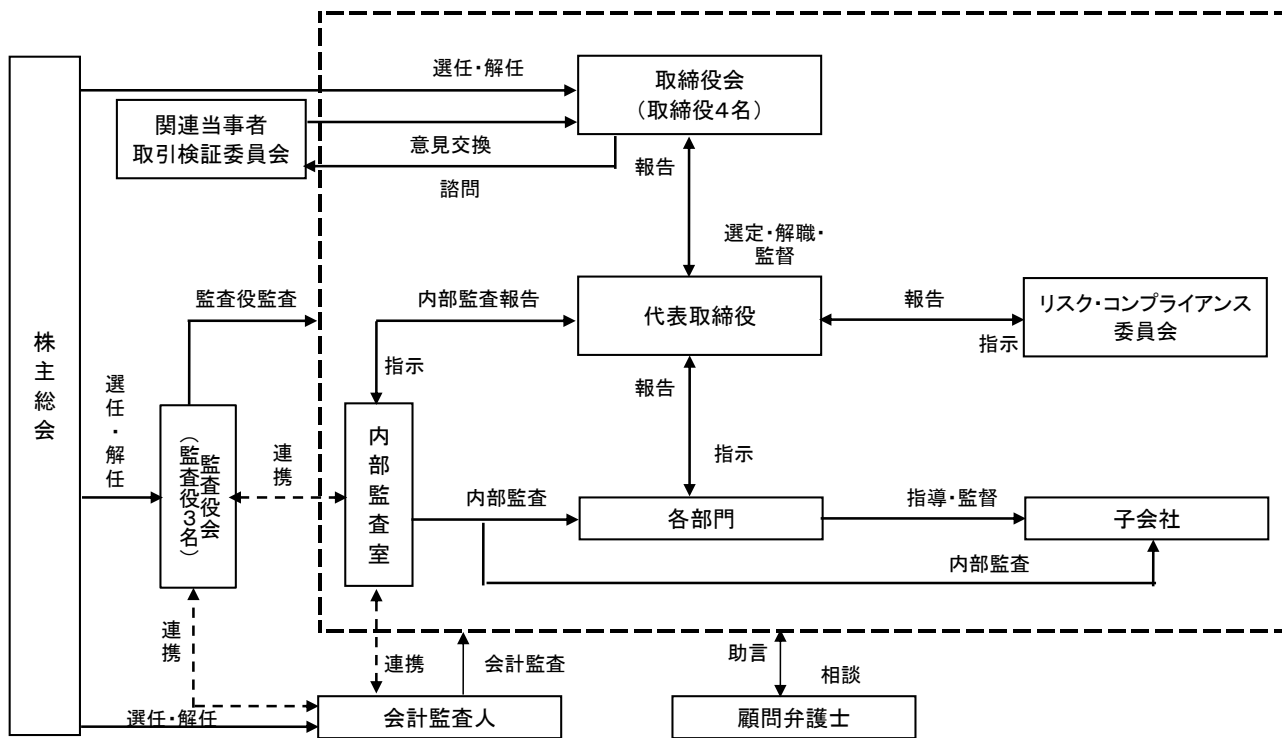 選任・解任
取締役会
（取締役４名）
関連当事者
取引検証委員会
意見交換
諮問
報告
選定・解職・
監督
監査役監査
内部監査報告
代表取締役
報告
指示
リスク・コンプライアンス
委員会
株主総会
選任・解任
指示
報告
監査役会
（監査役３名）
連携
内部監査室
指示
内部監査
各部門
指導・監督
子会社
内部監査
連携
連携
会計監査
助言
相談
選任・解任
会計監査人
顧問弁護士